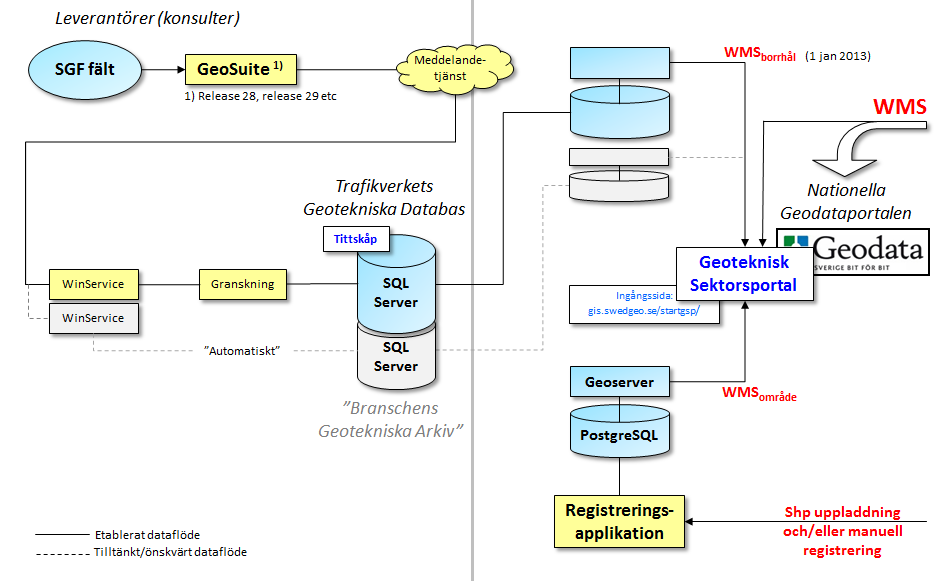 Leverantörer (konsulter)
SGF fält
GeoSuite 1)
1) Release 28, release 29 etc
Meddelande-
tjänst
WMSborrhål (1 jan 2013)
WMS
Nationella
Geodataportalen
Geodata
SVERIGE BIT FÖR BIT
Trafikverkets
Geotekniska Databas
Tittskåp
SQL
Server
SQL
Server
WinService
WinService
Granskning
"Automatiskt"
"Branschens
Geotekniska Arkiv"
Geoteknisk
Sektorsportal
Ingångssida:
gis.swedgeo.se/startgsp/
Geoserver
WMSområde
PostgreSQL
Registrerings-
applikation
Shp uppladdning
och/eller manuell
registrering
Etablerat dataflöde
Tilltänkt/önskvärt dataflöde